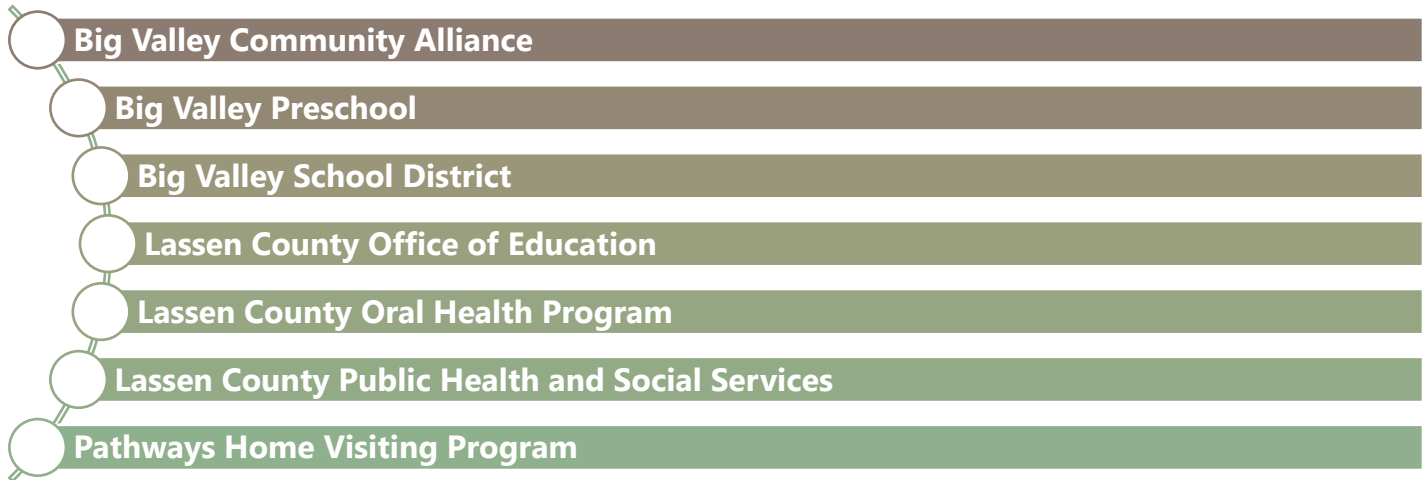 Big Valley Community Alliance
Big Valley Preschool
Big Valley School District
Lassen County Office of Education
Lassen County Oral Health Program
Lassen County Public Health and Social Services
Pathways Home Visiting Program